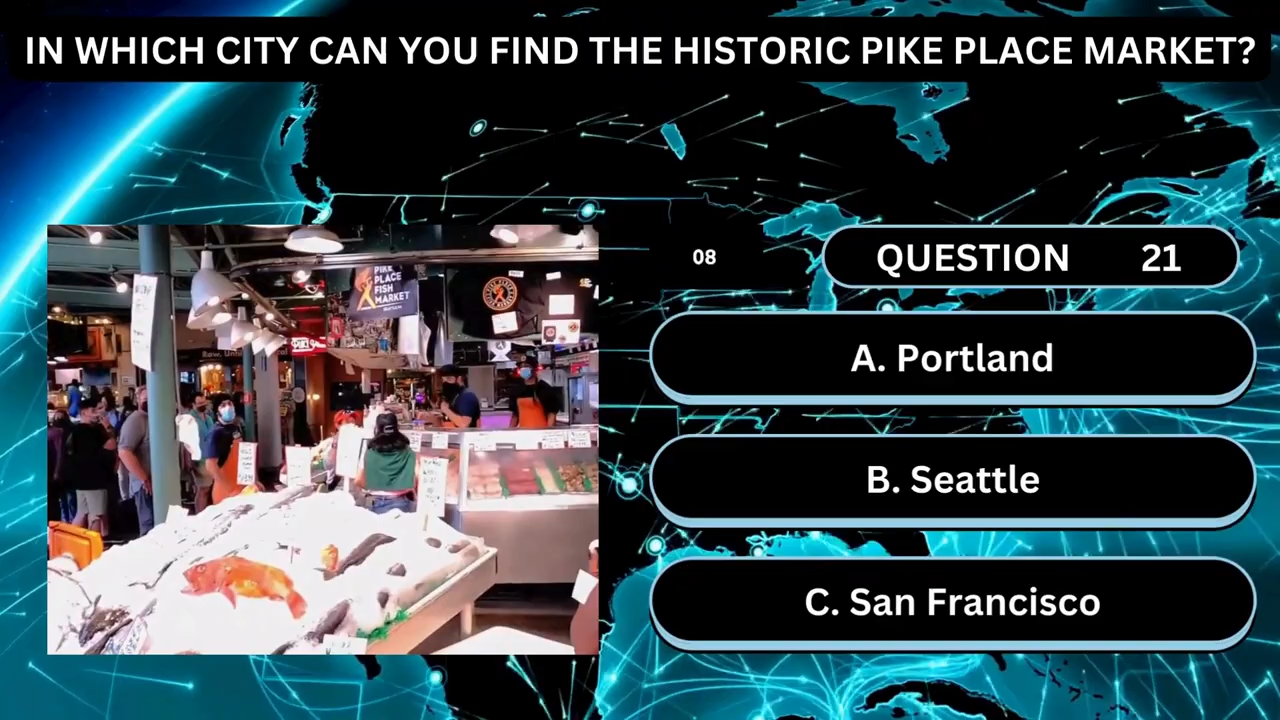 IN WHICH CITY CAN YOU FIND THE HISTORIC PIKE PLACE MARKET?
08
QUESTION 21
A. Portland
B. Seattle
C. San Francisco
PIKE
PLACE
FISH
MARKET